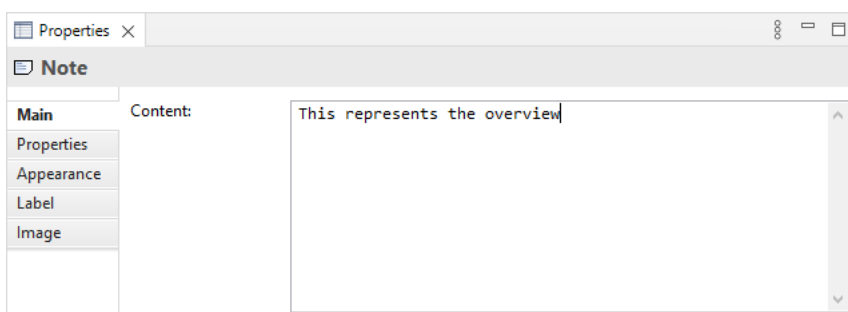 Properties
Note
Main
Content:
This represents the overview
Properties
Appearance
Label
Image